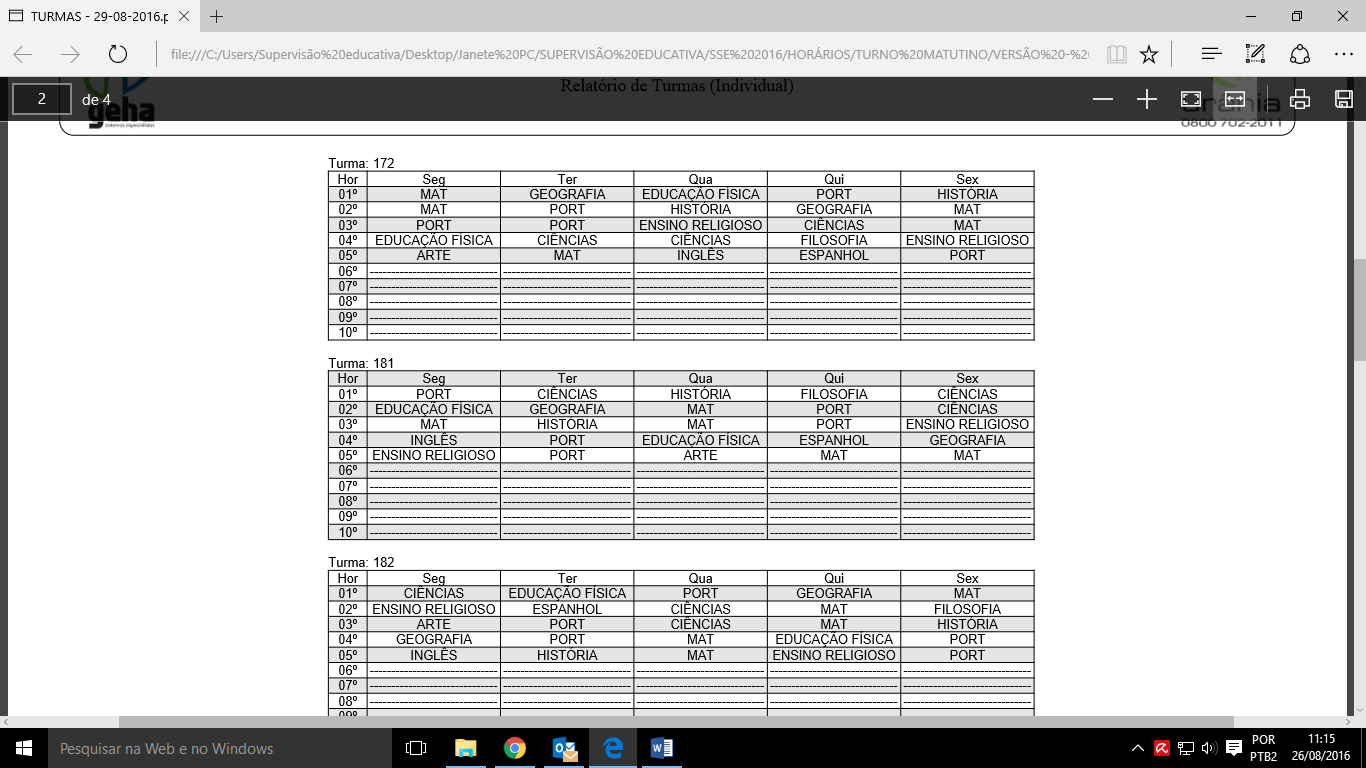 TURMAS - 29-08-2016.p
file:///C:/Users/Supervisão%20educativa/Desktop/Janete%20PC/SUPERVISÃO%20EDUCATIVA/SSE%202016/HORÁRIOS/TURNO%20MATUTINO/VERSÃO%20-%2
2 de 4
Relatório de Turmas (Individual)
geha
sistemas especialistas
0800 702-2011
Turma: 172
Hor Seg Ter Qua Qui Sex
01º MAT GEOGRAFIA EDUCAÇÃO FÍSICA PORT HISTÓRIA
02º MAT PORT HISTÓRIA GEOGRAFIA MAT
03º PORT PORT ENSINO RELIGIOSO CIÊNCIAS MAT
04º EDUCAÇÃO FÍSICA CIÊNCIAS CIÊNCIAS FILOSOFIA ENSINO RELIGIOSO
05º ARTE MAT INGLÊS ESPANHOL PORT
06º ------------------------------ ------------------------------ ------------------------------ ------------------------------ ------------------------------
07º ------------------------------ ------------------------------ ------------------------------ ------------------------------ ------------------------------
08º ------------------------------ ------------------------------ ------------------------------ ------------------------------ ------------------------------
09º ------------------------------ ------------------------------ ------------------------------ ------------------------------ ------------------------------
10º ------------------------------ ------------------------------ ------------------------------ ------------------------------ ------------------------------
Turma: 181
Hor Seg Ter Qua Qui Sex
01º PORT CIÊNCIAS HISTÓRIA FILOSOFIA CIÊNCIAS
02º EDUCAÇÃO FÍSICA GEOGRAFIA MAT PORT CIÊNCIAS
03º MAT HISTÓRIA MAT PORT ENSINO RELIGIOSO
04º INGLÊS PORT EDUCAÇÃO FÍSICA ESPANHOL GEOGRAFIA
05º ENSINO RELIGIOSO PORT ARTE MAT MAT
06º ------------------------------ ------------------------------ ------------------------------ ------------------------------ ------------------------------
07º ------------------------------ ------------------------------ ------------------------------ ------------------------------ ------------------------------
08º ------------------------------ ------------------------------ ------------------------------ ------------------------------ ------------------------------
09º ------------------------------ ------------------------------ ------------------------------ ------------------------------ ------------------------------
10º ------------------------------ ------------------------------ ------------------------------ ------------------------------ ------------------------------
Turma: 182
Hor Seg Ter Qua Qui Sex
01º CIÊNCIAS EDUCAÇÃO FÍSICA PORT GEOGRAFIA MAT
02º ENSINO RELIGIOSO ESPANHOL CIÊNCIAS MAT FILOSOFIA
03º ARTE PORT CIÊNCIAS MAT HISTÓRIA
04º GEOGRAFIA PORT MAT EDUCAÇÃO FÍSICA PORT
05º INGLÊS HISTÓRIA MAT ENSINO RELIGIOSO PORT
06º ------------------------------ ------------------------------ ------------------------------ ------------------------------ ------------------------------
07º ------------------------------ ------------------------------ ------------------------------ ------------------------------ ------------------------------
08º ------------------------------ ------------------------------ ------------------------------ ------------------------------ ------------------------------
09º
Pesquisar na Web e no Windows
POR 11:15
PTB2 26/08/2016